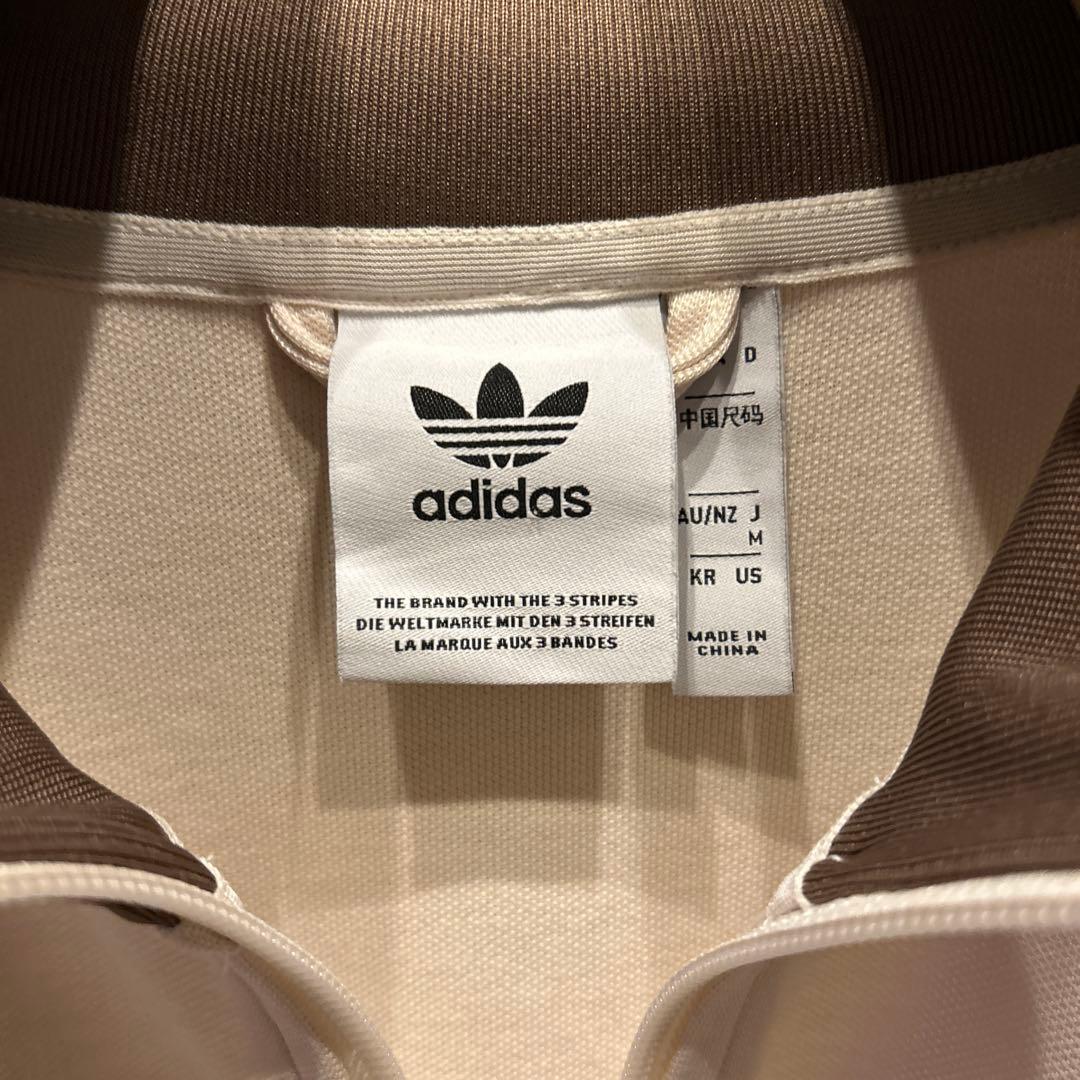 adidas
THE BRAND WITH THE 3 STRIPES
DIE WELTMARKE MIT DEN 3 STREIFEN
LA MARQUE AUX 3 BANDES
D
中国尺码
AU/NZ J
M
KR US
MADE IN
CHINA